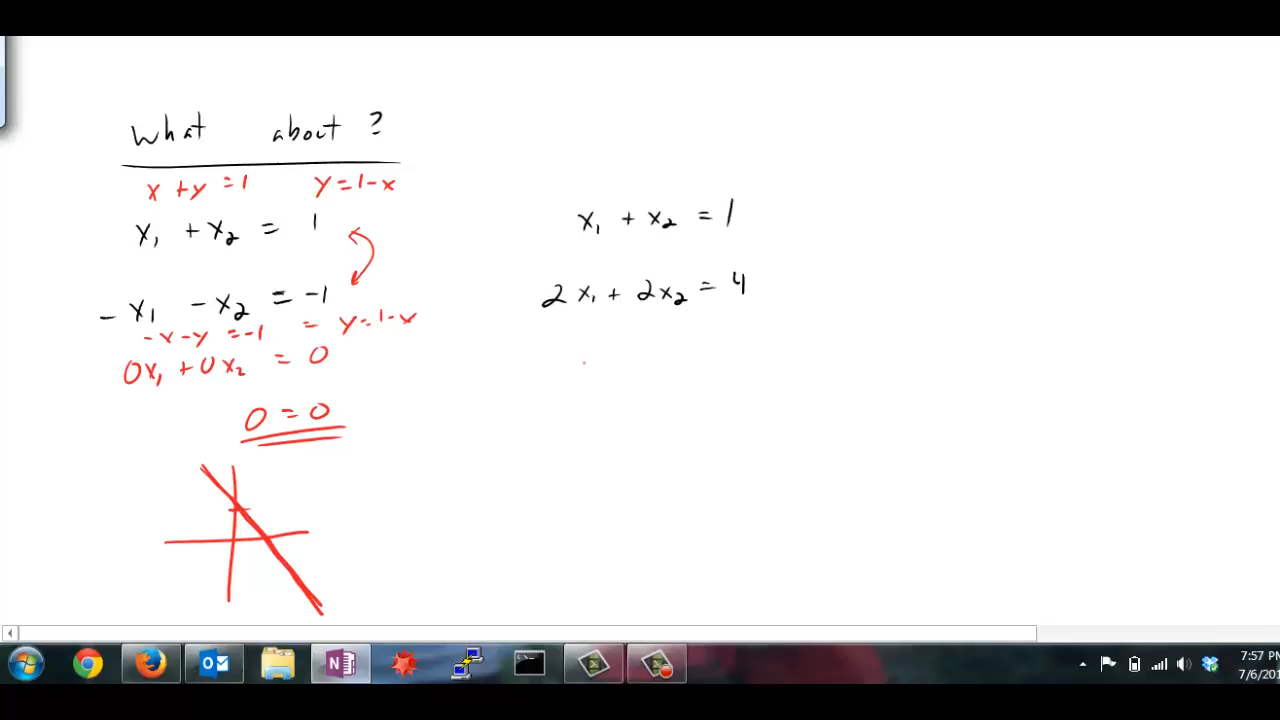 What about ?
x + y = 1 y = 1 - x
x₁ + x₂ = 1
- x₁ - x₂ = -1
- x - y = -1 = y = 1 - x
0x₁ + 0x₂ = 0
0 = 0
x₁ + x₂ = 1
2x₁ + 2x₂ = 4
7:57 PM